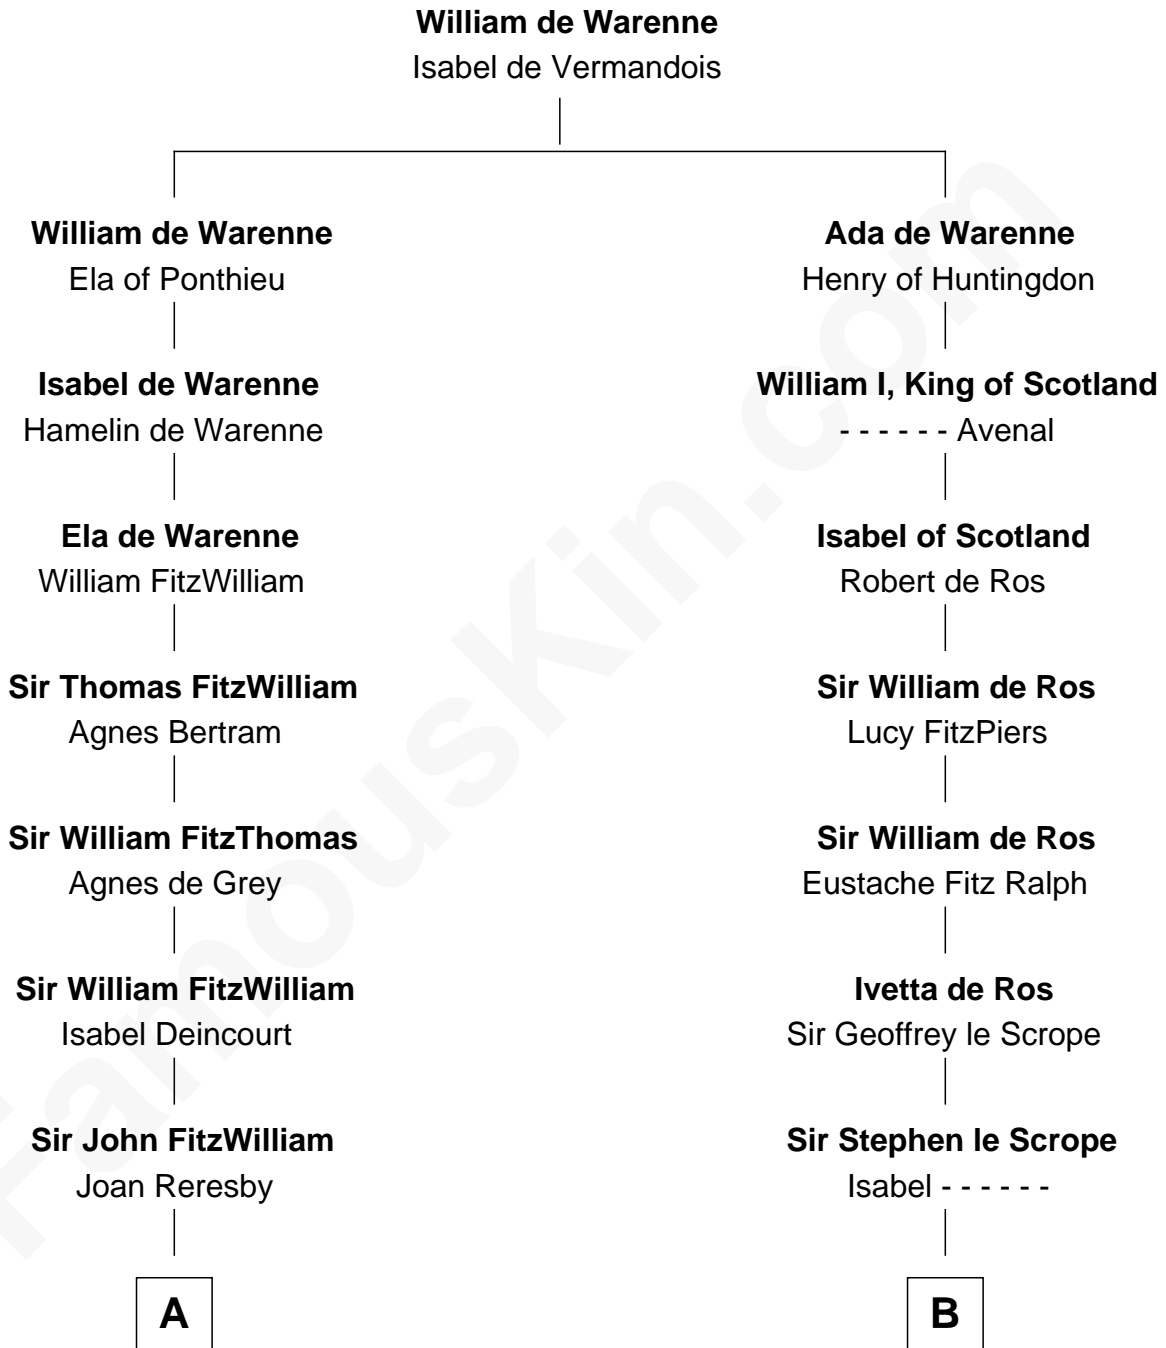 William de Warenne
Isabel de Vermandois
William de Warenne
Ela of Ponthieu
Isabel de Warenne
Hamelin de Warenne
Ela de Warenne
William FitzWilliam
Sir Thomas FitzWilliam
Agnes Bertram
Sir William FitzThomas
Agnes de Grey
Sir William FitzWilliam
Isabel Deincourt
Sir John FitzWilliam
Joan Reresby
A
Ada de Warenne
Henry of Huntingdon
William I, King of Scotland
- - - - - - Avenal
Isabel of Scotland
Robert de Ros
Sir William de Ros
Lucy FitzPiers
Sir William de Ros
Eustache Fitz Ralph
Ivetta de Ros
Sir Geoffrey le Scrope
Sir Stephen le Scrope
Isabel - - - - - -
B
FamousKin.com